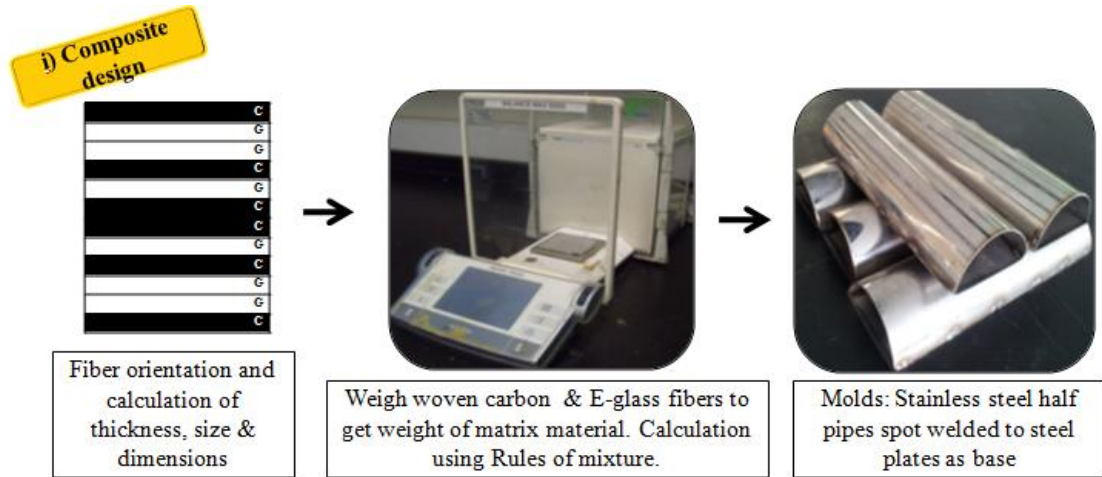 i) Composite
design
C
G
G
C
G
C
C
G
C
G
G
C
Fiber orientation and
calculation of
thickness, size &
dimensions
Weigh woven carbon & E-glass fibers to
get weight of matrix material. Calculation
using Rules of mixture.
Molds: Stainless steel half
pipes spot welded to steel
plates as base